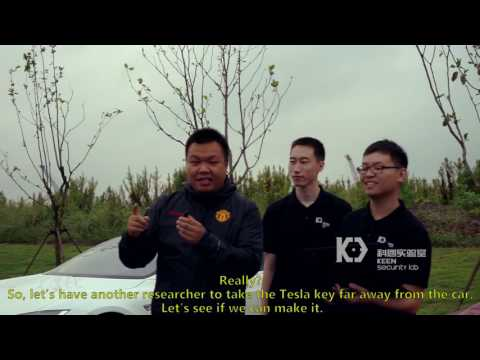 科恩实验室
KEEN
security lab
Really?
So, let's have another researcher to take the Tesla key far away from the car.
Let's see if we can make it.